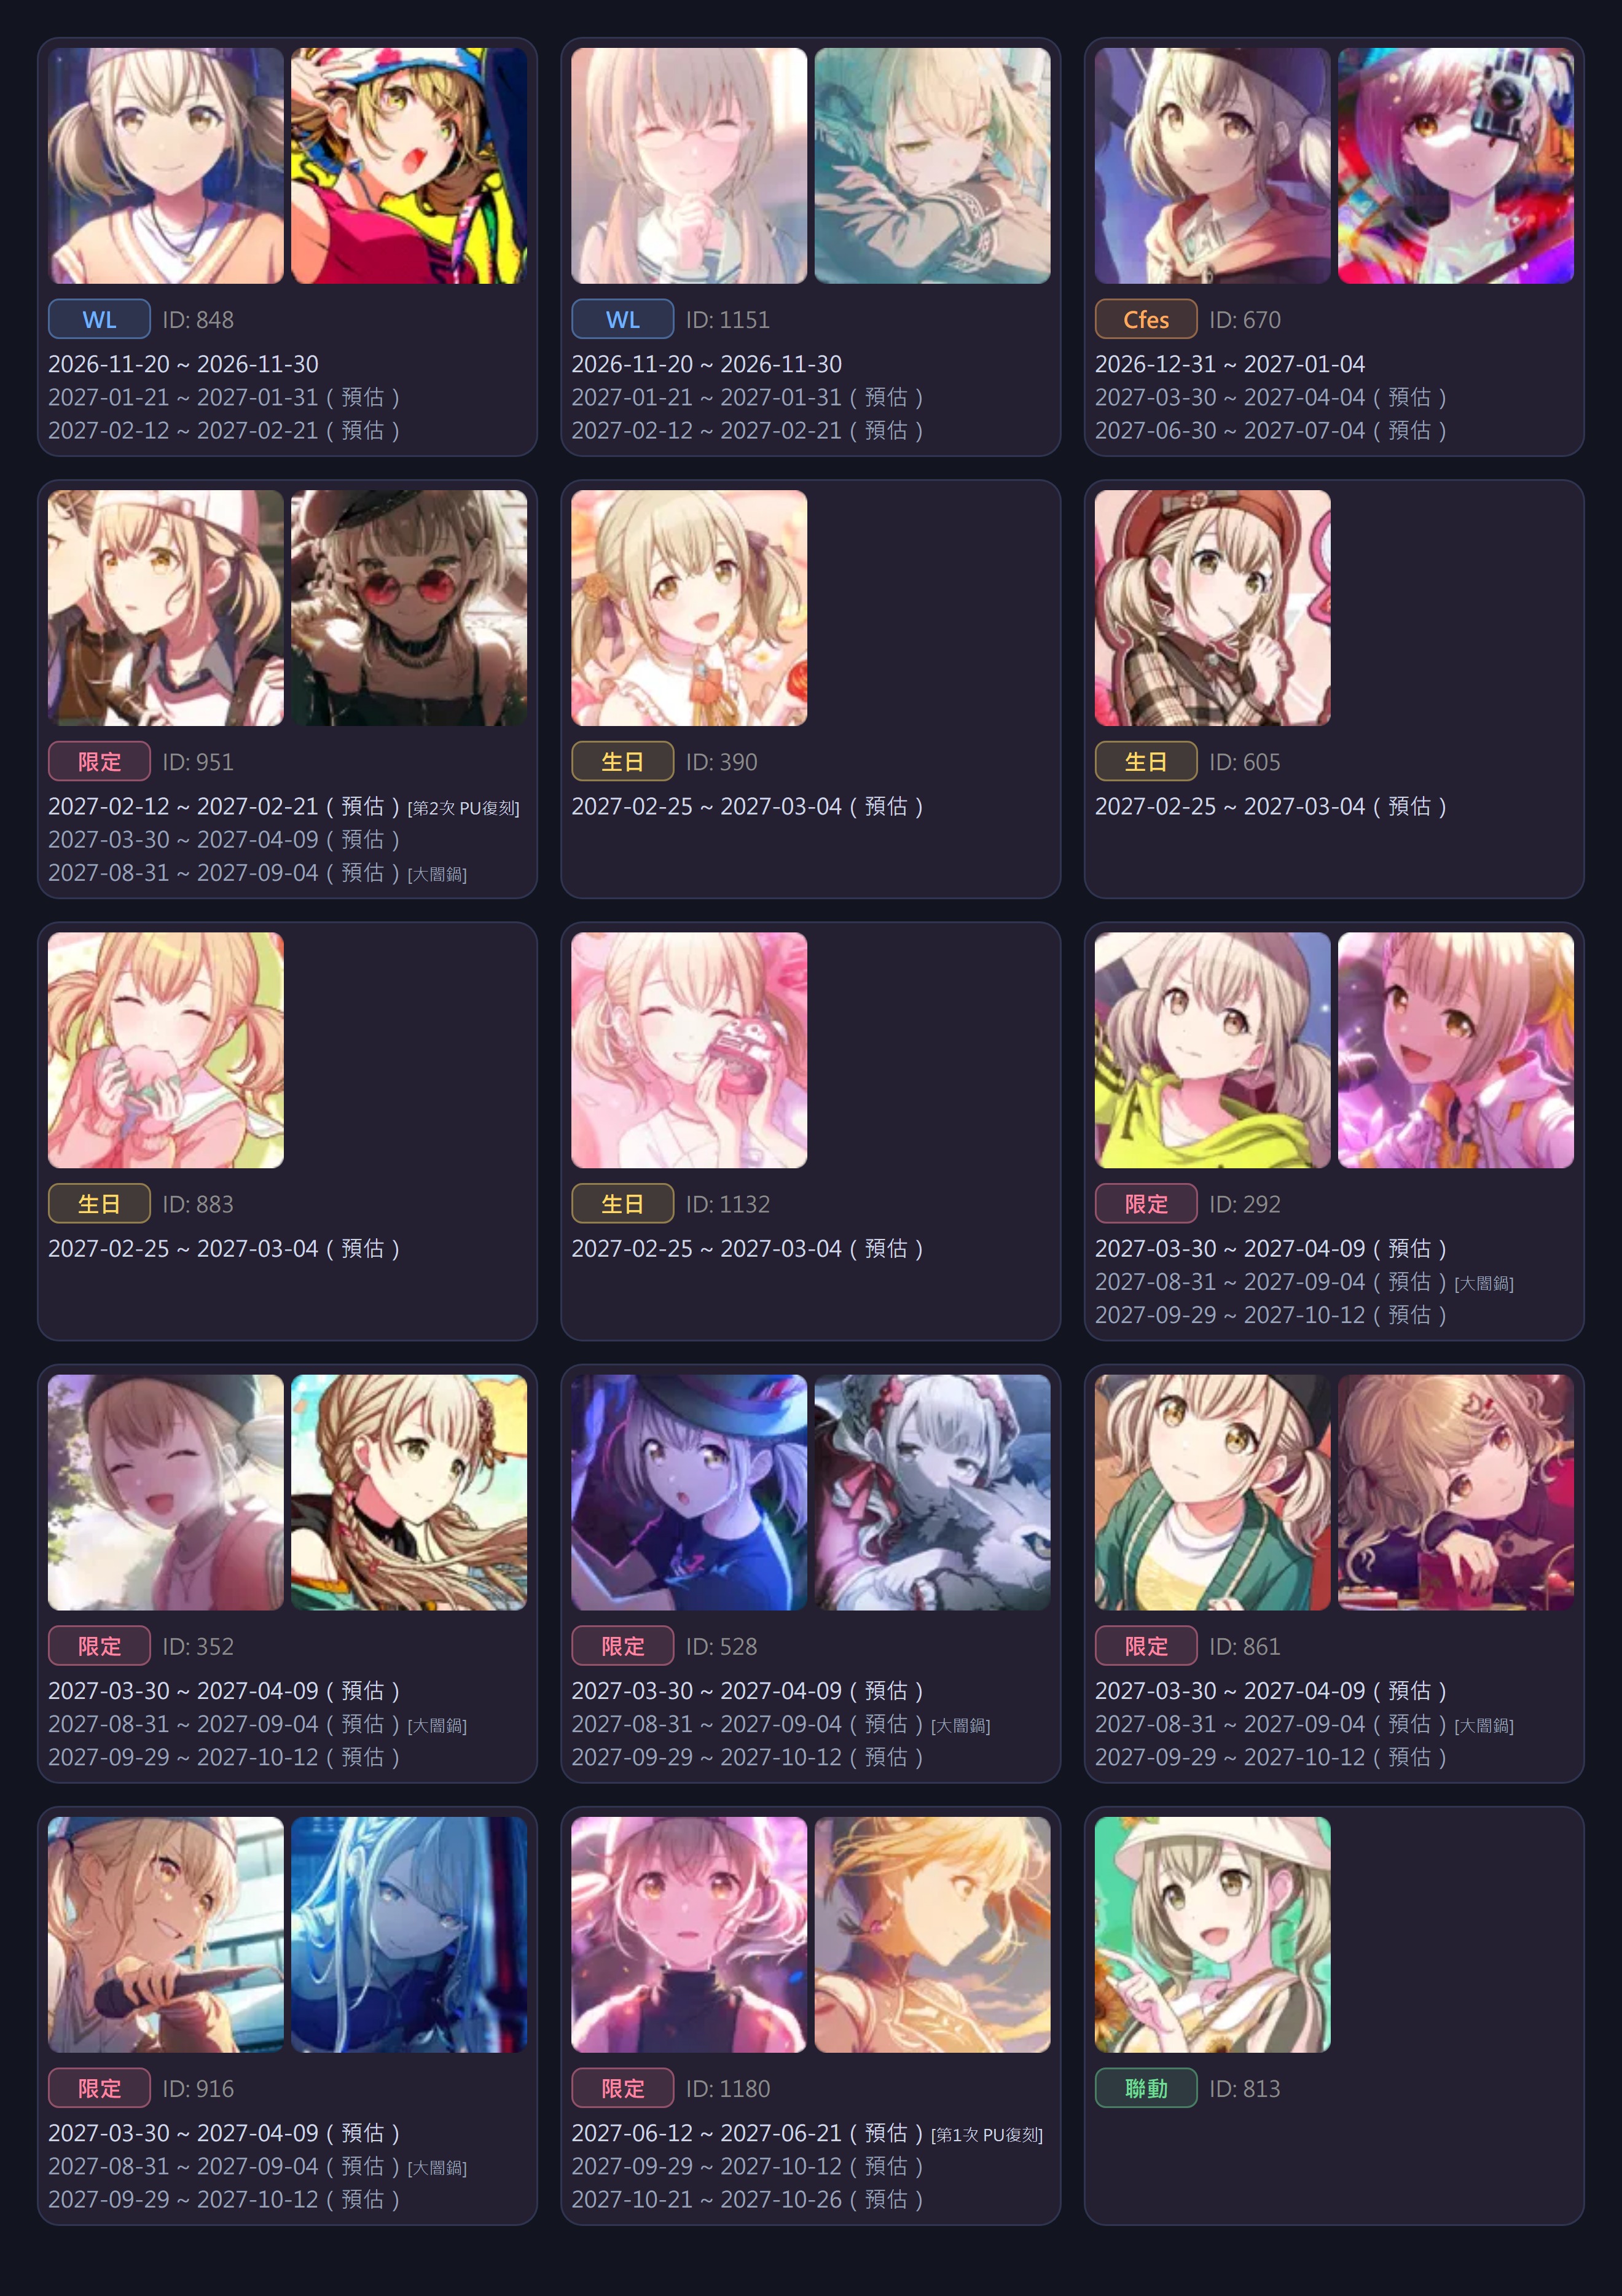 WL ID: 848
2026-11-20 ~ 2026-11-30
2027-01-21 ~ 2027-01-31 ( 預估 )
2027-02-12 ~ 2027-02-21 ( 預估 )
WL ID: 1151
2026-11-20 ~ 2026-11-30
2027-01-21 ~ 2027-01-31 ( 預估 )
2027-02-12 ~ 2027-02-21 ( 預估 )
Cfes ID: 670
2026-12-31 ~ 2027-01-04
2027-03-30 ~ 2027-04-04 ( 預估 )
2027-06-30 ~ 2027-07-04 ( 預估 )
限定 ID: 951
2027-02-12 ~ 2027-02-21 ( 預估 ) [第2次 PU復刻]
2027-03-30 ~ 2027-04-09 ( 預估 )
2027-08-31 ~ 2027-09-04 ( 預估 ) [大闇鍋]
生日 ID: 390
2027-02-25 ~ 2027-03-04 ( 預估 )
生日 ID: 605
2027-02-25 ~ 2027-03-04 ( 預估 )
生日 ID: 883
2027-02-25 ~ 2027-03-04 ( 預估 )
生日 ID: 1132
2027-02-25 ~ 2027-03-04 ( 預估 )
限定 ID: 292
2027-03-30 ~ 2027-04-09 ( 預估 )
2027-08-31 ~ 2027-09-04 ( 預估 ) [大闇鍋]
2027-09-29 ~ 2027-10-12 ( 預估 )
限定 ID: 352
2027-03-30 ~ 2027-04-09 ( 預估 )
2027-08-31 ~ 2027-09-04 ( 預估 ) [大闇鍋]
2027-09-29 ~ 2027-10-12 ( 預估 )
限定 ID: 528
2027-03-30 ~ 2027-04-09 ( 預估 )
2027-08-31 ~ 2027-09-04 ( 預估 ) [大闇鍋]
2027-09-29 ~ 2027-10-12 ( 預估 )
限定 ID: 861
2027-03-30 ~ 2027-04-09 ( 預估 )
2027-08-31 ~ 2027-09-04 ( 預估 ) [大闇鍋]
2027-09-29 ~ 2027-10-12 ( 預估 )
限定 ID: 916
2027-03-30 ~ 2027-04-09 ( 預估 )
2027-08-31 ~ 2027-09-04 ( 預估 ) [大闇鍋]
2027-09-29 ~ 2027-10-12 ( 預估 )
限定 ID: 1180
2027-06-12 ~ 2027-06-21 ( 預估 ) [第1次 PU復刻]
2027-09-29 ~ 2027-10-12 ( 預估 )
2027-10-21 ~ 2027-10-26 ( 預估 )
聯動 ID: 813